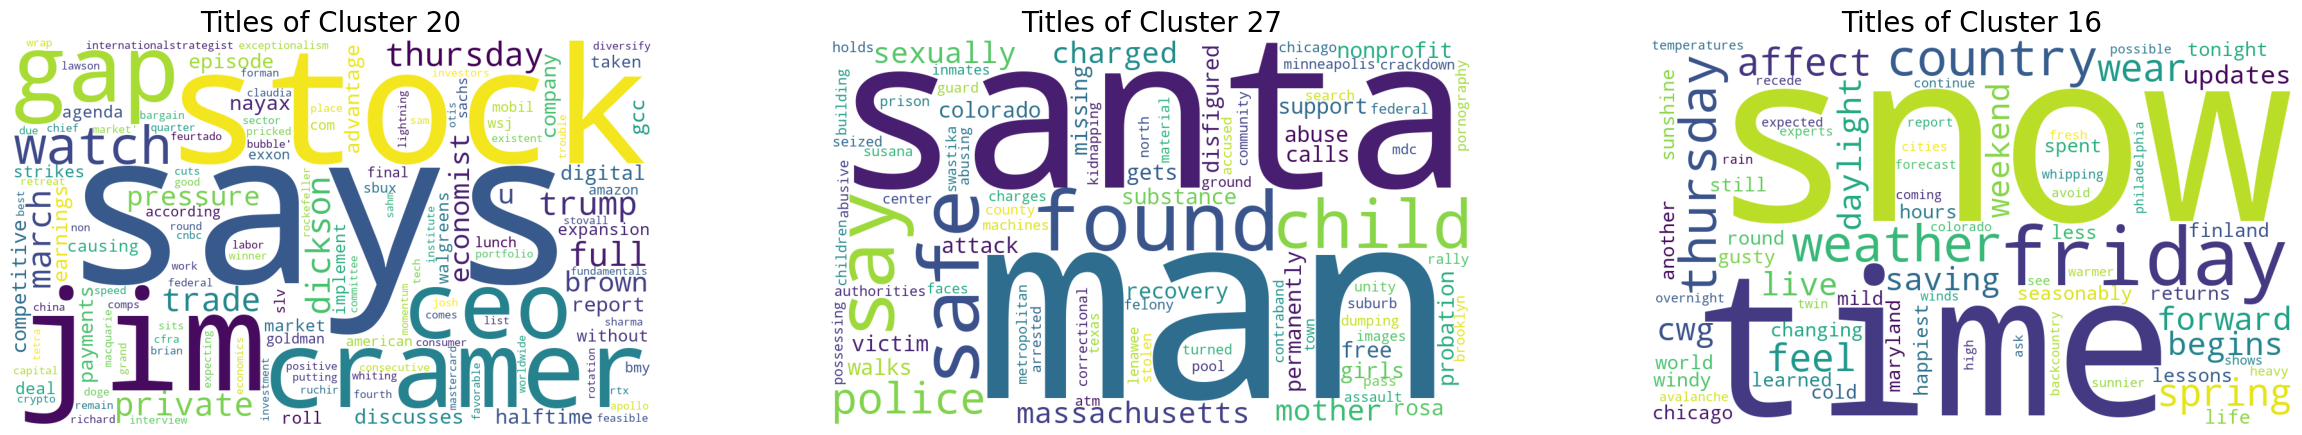 Titles of Cluster 20
wrap internationalstrategist exceptionalism thursday diversify
lawson gap episode forman advantage investors taken
stock
claudia sachs company
agenda nayax place mobil
bargain com lightning otis wsj gcc
due chief market' quarter sector sam existent trouble
feurtado pricked
watch bubble' exxon
strikes cuts final economist digital
retreat good sbux amazon
says
u
best march earnings pressure dickson rockefeller sahm walgreens trump
according implement institute stovall
non round cnbc expansion
competitive causing labor lunch full
winner portfolio
work committee tech fundamentals
federal brown
jim
payments trade slv ceo
china speed comps momentum josh report
market comes list sharma
sits goldman without
tetra macquarie cfra american consumer
brian
grand expecting economics
cramer
capital positive consecutive mastercard favorable worldwide rotation bmy
deal putting whiting
doge investment ruchir fourth rtx
crypto remain private apollo
richard interview roll discusses halftime feasible
Titles of Cluster 27
holds sexually charged disfigured chicago nonprofit
inmates minneapolis crackdown
santa
building guard missing pornography
prison colorado search
support federal
seized swastika abusing kidnapping north material accused community abuse
susana gets calls mdc
abusive children say safe center charges substance ground
county found child
machines
attack
man
authorities faces recovery permanently rally
felony unity
possessing metropolitan arrested correctional texas contraband town suburb probation brooklyn
victim lenawee stolen dumping
turned images
walks pool free
girls
pass
police atm assault
massachusetts mother rosa
Titles of Cluster 16
temperatures affect country possible tonight
recede continue wear updates
snow
sunshine thursday daylight weekend philadelphia
expected report fresh
experts cities spent
rain forecast
whipping
still coming avoid
another hours
colorado less finland
round weather friday
gusty
live saving see warmer
time
overnight mild winds seasonably returns
twin
cwg changing maryland happiest backcountry forward
ask
feel high begins
world shows
windy learned lessons heavy
avalanche cold sunnier spring
chicago life